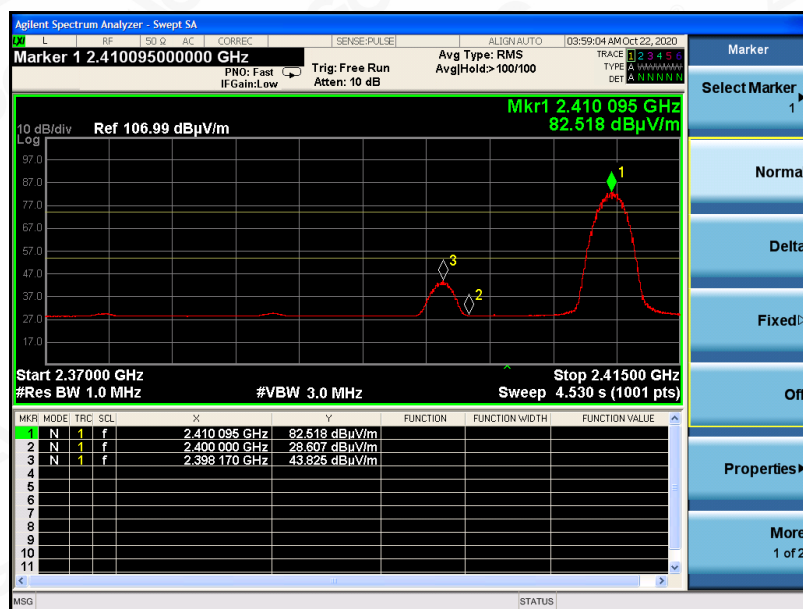 Agilent Spectrum Analyzer - Swept SA
LXI L RF 50 Ω AC CORREC SENSE:PULSE ALIGN AUTO 03:59:04 AM Oct 22, 2020
Marker 1 2.410095000000 GHz
PNO: Fast
IFGain:Low
Trig: Free Run
Atten: 10 dB
Avg Type: RMS
Avg|Hold:>100/100
TRACE 1 2 3 4 5 6
TYPE A WWWWW
DET A N N N N N
Mkr1 2.410 095 GHz
82.518 dBµV/m
10 dB/div Ref 106.99 dBµV/m
Log
97.0
87.0
77.0
67.0
57.0
47.0
37.0
27.0
17.0
1
3
2
Start 2.37000 GHz
Stop 2.41500 GHz
#Res BW 1.0 MHz
#VBW 3.0 MHz
Sweep 4.530 s (1001 pts)
MKR MODE TRC SCL X Y FUNCTION FUNCTION WIDTH FUNCTION VALUE
1 N 1 f 2.410 095 GHz 82.518 dBµV/m
2 N 1 f 2.400 000 GHz 28.607 dBµV/m
3 N 1 f 2.398 170 GHz 43.825 dBµV/m
4
5
6
7
8
9
10
11
MSG
STATUS
Marker
Select Marker
1
Norma
Delta
Fixed
Off
Properties
More
1 of 2